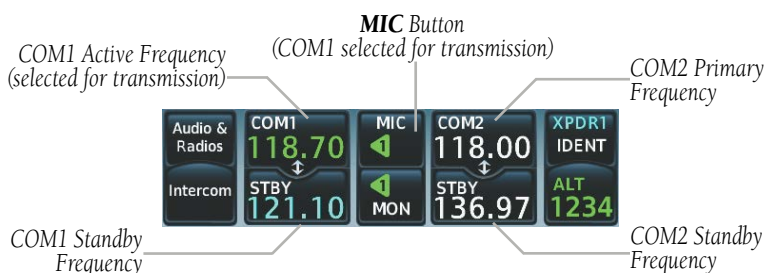 MIC Button
(COM1 selected for transmission)
COM1 Active Frequency
(selected for transmission)
COM2 Primary
Frequency
Audio &
Radios
COM1
118.70
MIC
1
COM2
118.00
XPDR1
IDENT
Intercom
STBY
121.10
1
MON
STBY
136.97
ALT
1234
COM1 Standby
Frequency
COM2 Standby
Frequency